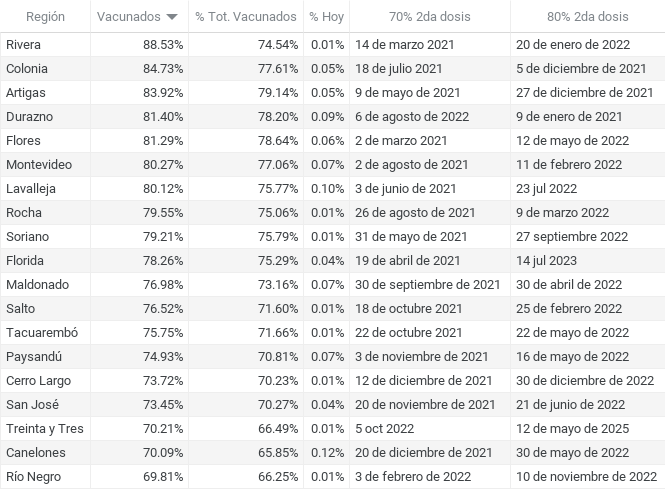 Región Vacunados % Tot. Vacunados % Hoy 70% 2da dosis 80% 2da dosis
Rivera 88.53% 74.54% 0.01% 14 de marzo 2021 20 de enero de 2022
Colonia 84.73% 77.61% 0.05% 18 de julio 2021 5 de diciembre de 2021
Artigas 83.92% 79.14% 0.05% 9 de mayo de 2021 27 de diciembre de 2021
Durazno 81.40% 78.20% 0.09% 6 de agosto de 2022 9 de enero de 2021
Flores 81.29% 78.64% 0.06% 2 de marzo 2021 12 de mayo de 2022
Montevideo 80.27% 77.06% 0.07% 2 de agosto de 2021 11 de febrero 2022
Lavalleja 80.12% 75.77% 0.10% 3 de junio de 2021 23 jul 2022
Rocha 79.55% 75.06% 0.01% 26 de agosto de 2021 9 de marzo de 2022
Soriano 79.21% 75.79% 0.01% 31 de mayo de 2021 27 septiembre 2022
Florida 78.26% 75.29% 0.04% 19 de abril de 2021 14 jul 2023
Maldonado 76.98% 73.16% 0.07% 30 de septiembre de 2021 30 de abril de 2022
Salto 76.52% 71.60% 0.01% 18 de octubre 2021 25 de febrero de 2022
Tacuarembó 75.75% 71.66% 0.01% 22 de octubre de 2021 22 de mayo de 2022
Paysandú 74.93% 70.81% 0.07% 3 de noviembre de 2021 16 de mayo de 2022
Cerro Largo 73.72% 70.23% 0.01% 12 de diciembre de 2021 30 de diciembre de 2022
San José 73.45% 70.27% 0.04% 20 de noviembre de 2021 21 de junio de 2022
Treinta y Tres 70.21% 66.49% 0.01% 5 oct 2022 12 de mayo de 2025
Canelones 70.09% 65.85% 0.12% 20 de diciembre de 2021 30 de mayo de 2022
Río Negro 69.81% 66.25% 0.01% 3 de febrero de 2022 10 de noviembre de 2022